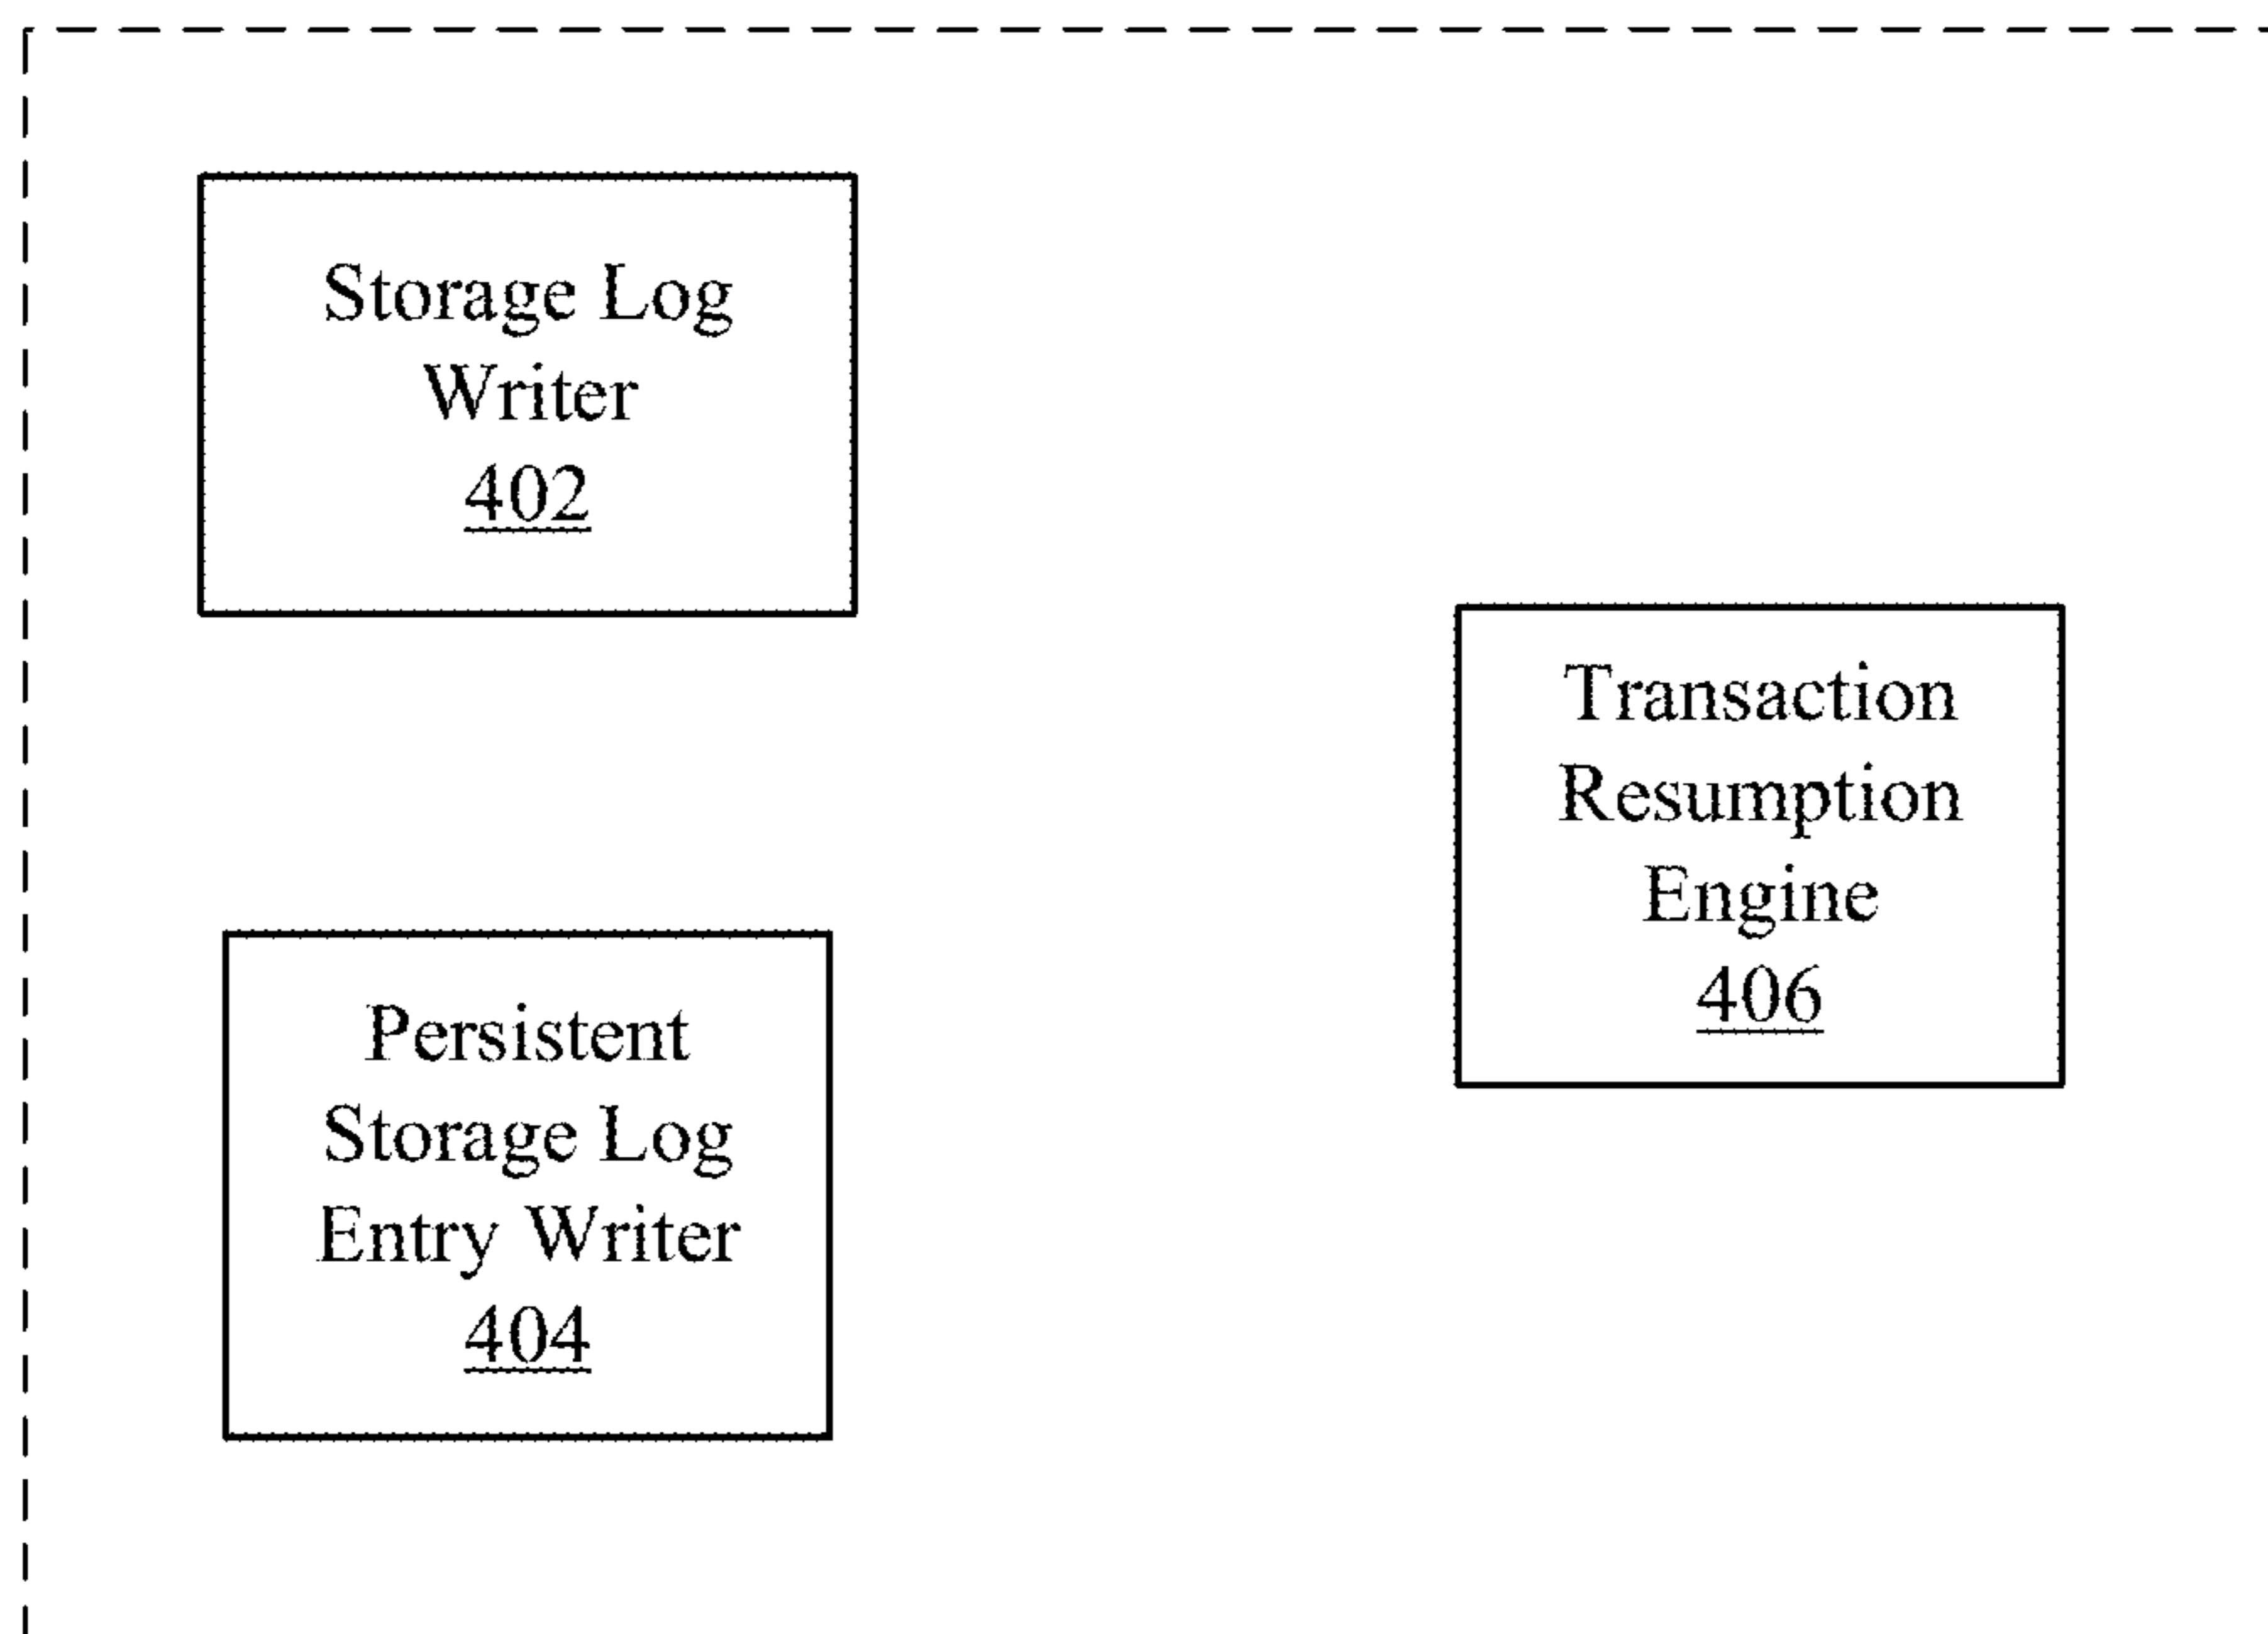 Storage Log
Writer
402
Persistent
Storage Log
Entry Writer
404
Transaction
Resumption
Engine
406